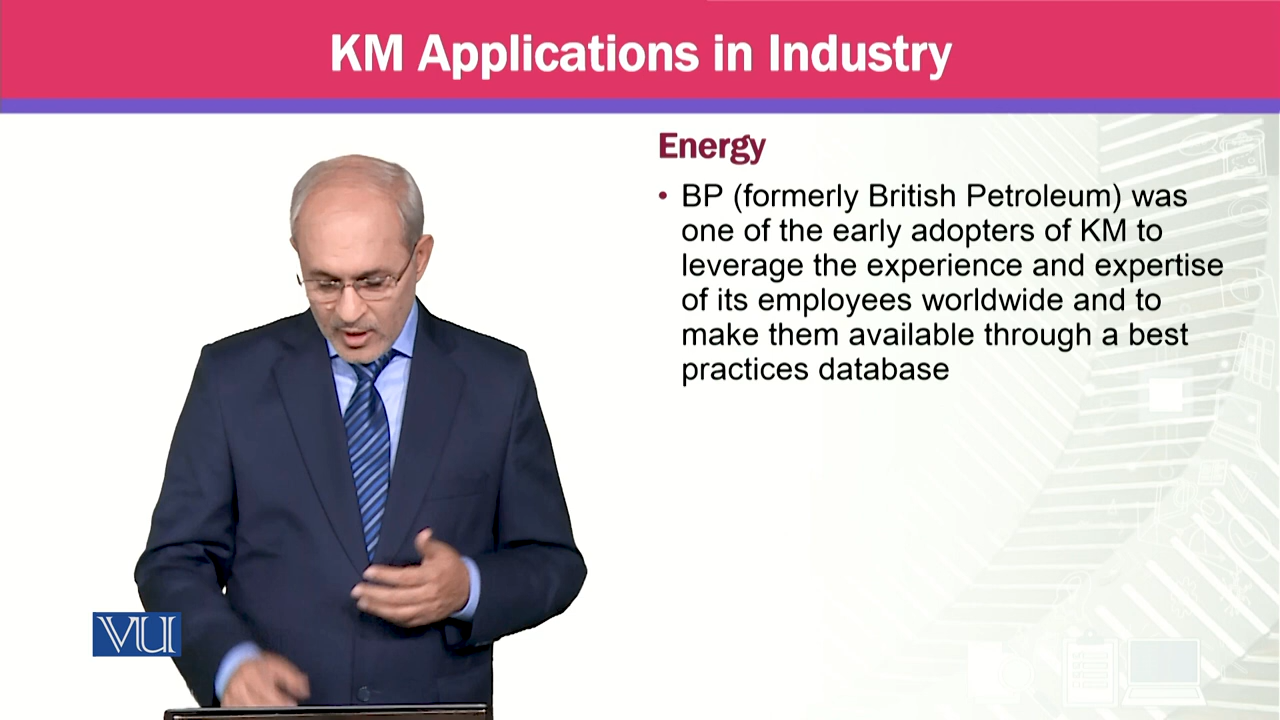 KM Applications in Industry
Energy
• BP (formerly British Petroleum) was
one of the early adopters of KM to
leverage the experience and expertise
of its employees worldwide and to
make them available through a best
practices database
VU